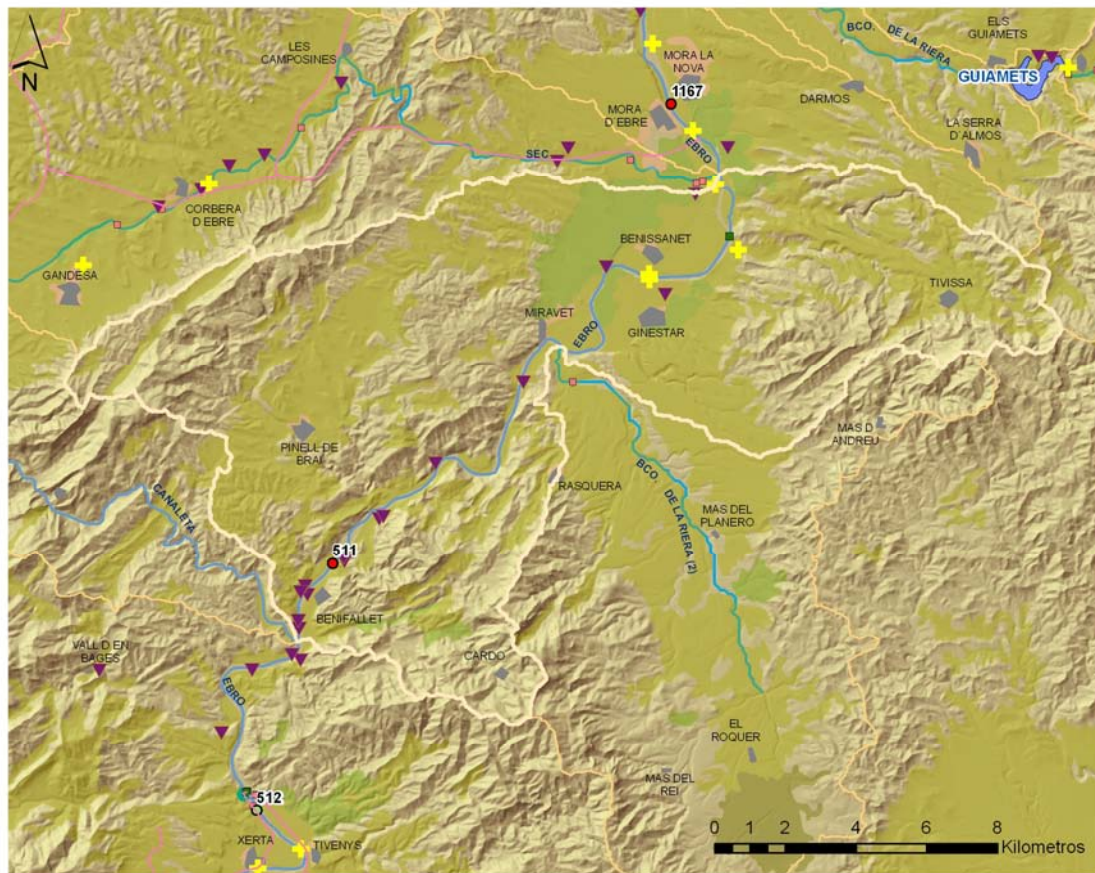 N
LES
CAMPOSINES
BCO.
DE LA RIERA
ELS
GUIAMETS
GUIAMETS
MORA LA
NOVA
1167
MORA
D'EBRE
DARMOS
LA SERRA
D'ALMOS
EBRO
SEC
CORBERA
D'EBRE
GANDESA
BENISSANET
TIVISSA
MIRAVET
EBRO
GINESTAR
PINELL DE
BRAI
MAS D
ANDREU
CANALETA
RASQUERA
BCO.
DE LA RIERA (2)
MAS DEL
PLANERO
511
BENIFALLET
VALL D EN
BAGES
CARDO
EBRO
EL
ROQUER
MAS DEL
REI
512
XERTA
TIVENYS
0 1 2 4 6 8
Kilometros